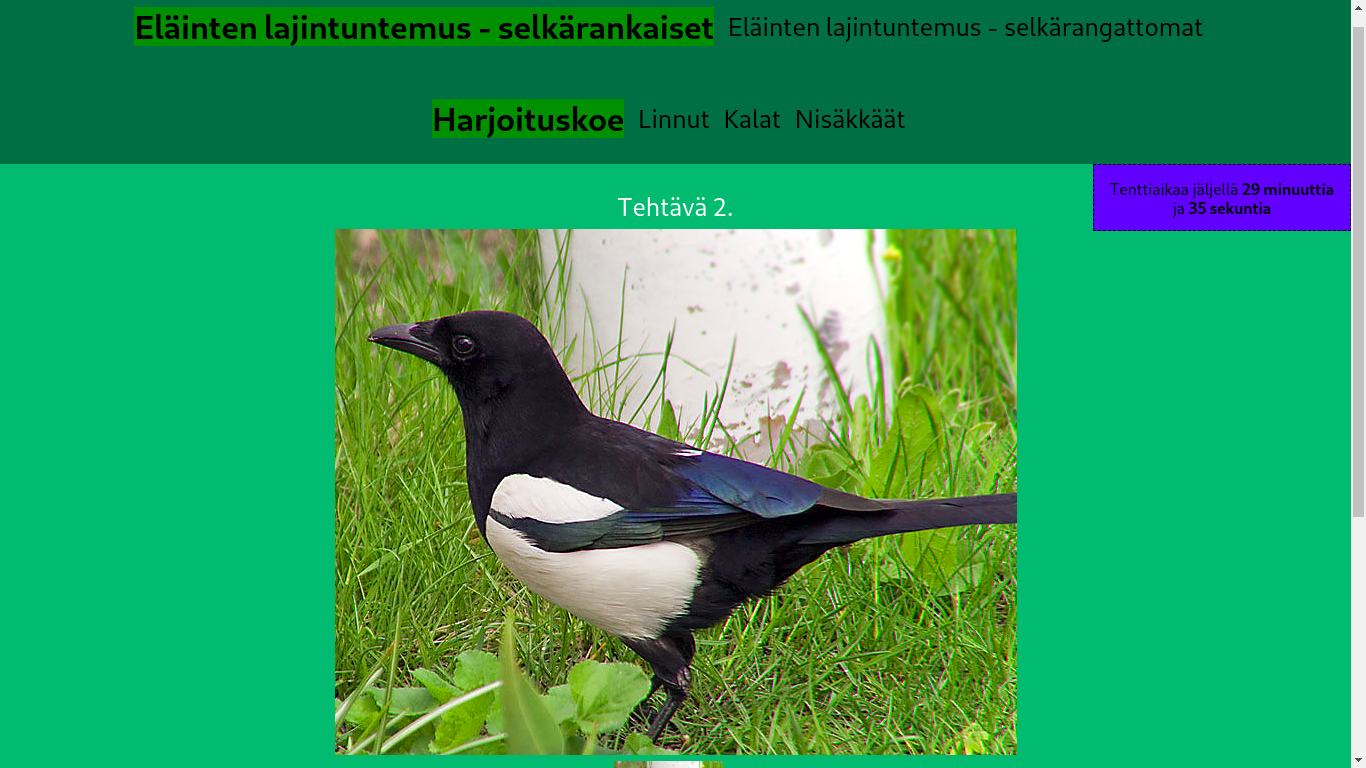 Eläinten lajintuntemus - selkärankaiset Eläinten lajintuntemus - selkärangattomat
Harjoituskoe Linnut Kalat Nisäkkäät
Tenttiaikaa jäljellä 29 minuuttia
ja 35 sekuntia
Tehtävä 2.